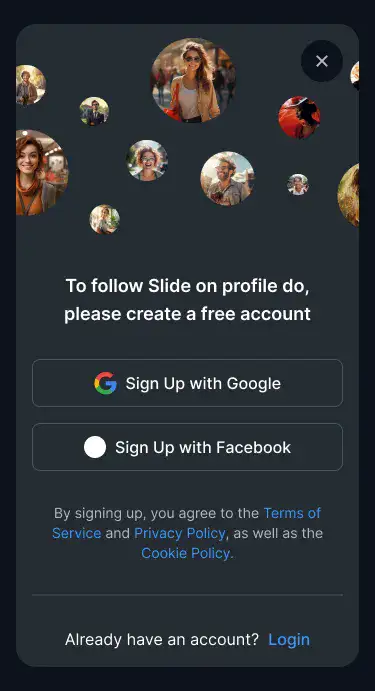 To follow Slide on profile do,
please create a free account
Sign Up with Google
Sign Up with Facebook
By signing up, you agree to the Terms of
Service and Privacy Policy, as well as the
Cookie Policy.
Already have an account? Login